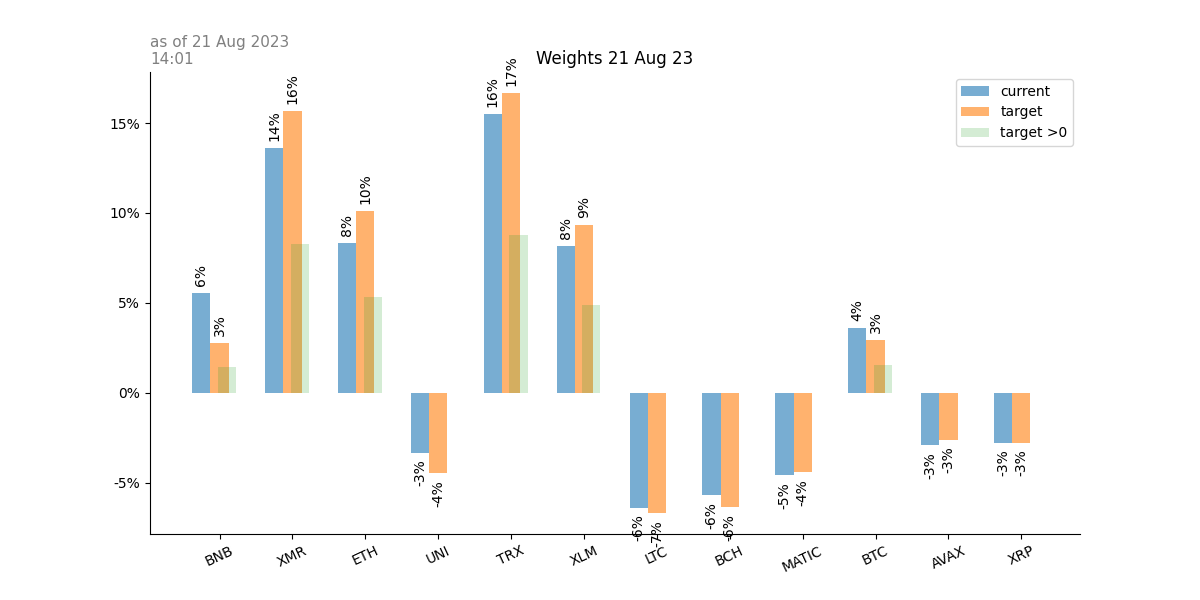 as of 21 Aug 2023
14:01
Weights 21 Aug 23
current
target
target >0
15%
10%
5%
0%
-5%
6%
3%
14%
16%
8%
10%
-3%
-4%
16%
17%
8%
9%
-6%
-7%
-6%
-6%
-5%
-4%
4%
3%
-3%
-3%
-3%
-3%
BNB
XMR
ETH
UNI
TRX
XLM
LTC
BCH
MATIC
BTC
AVAX
XRP